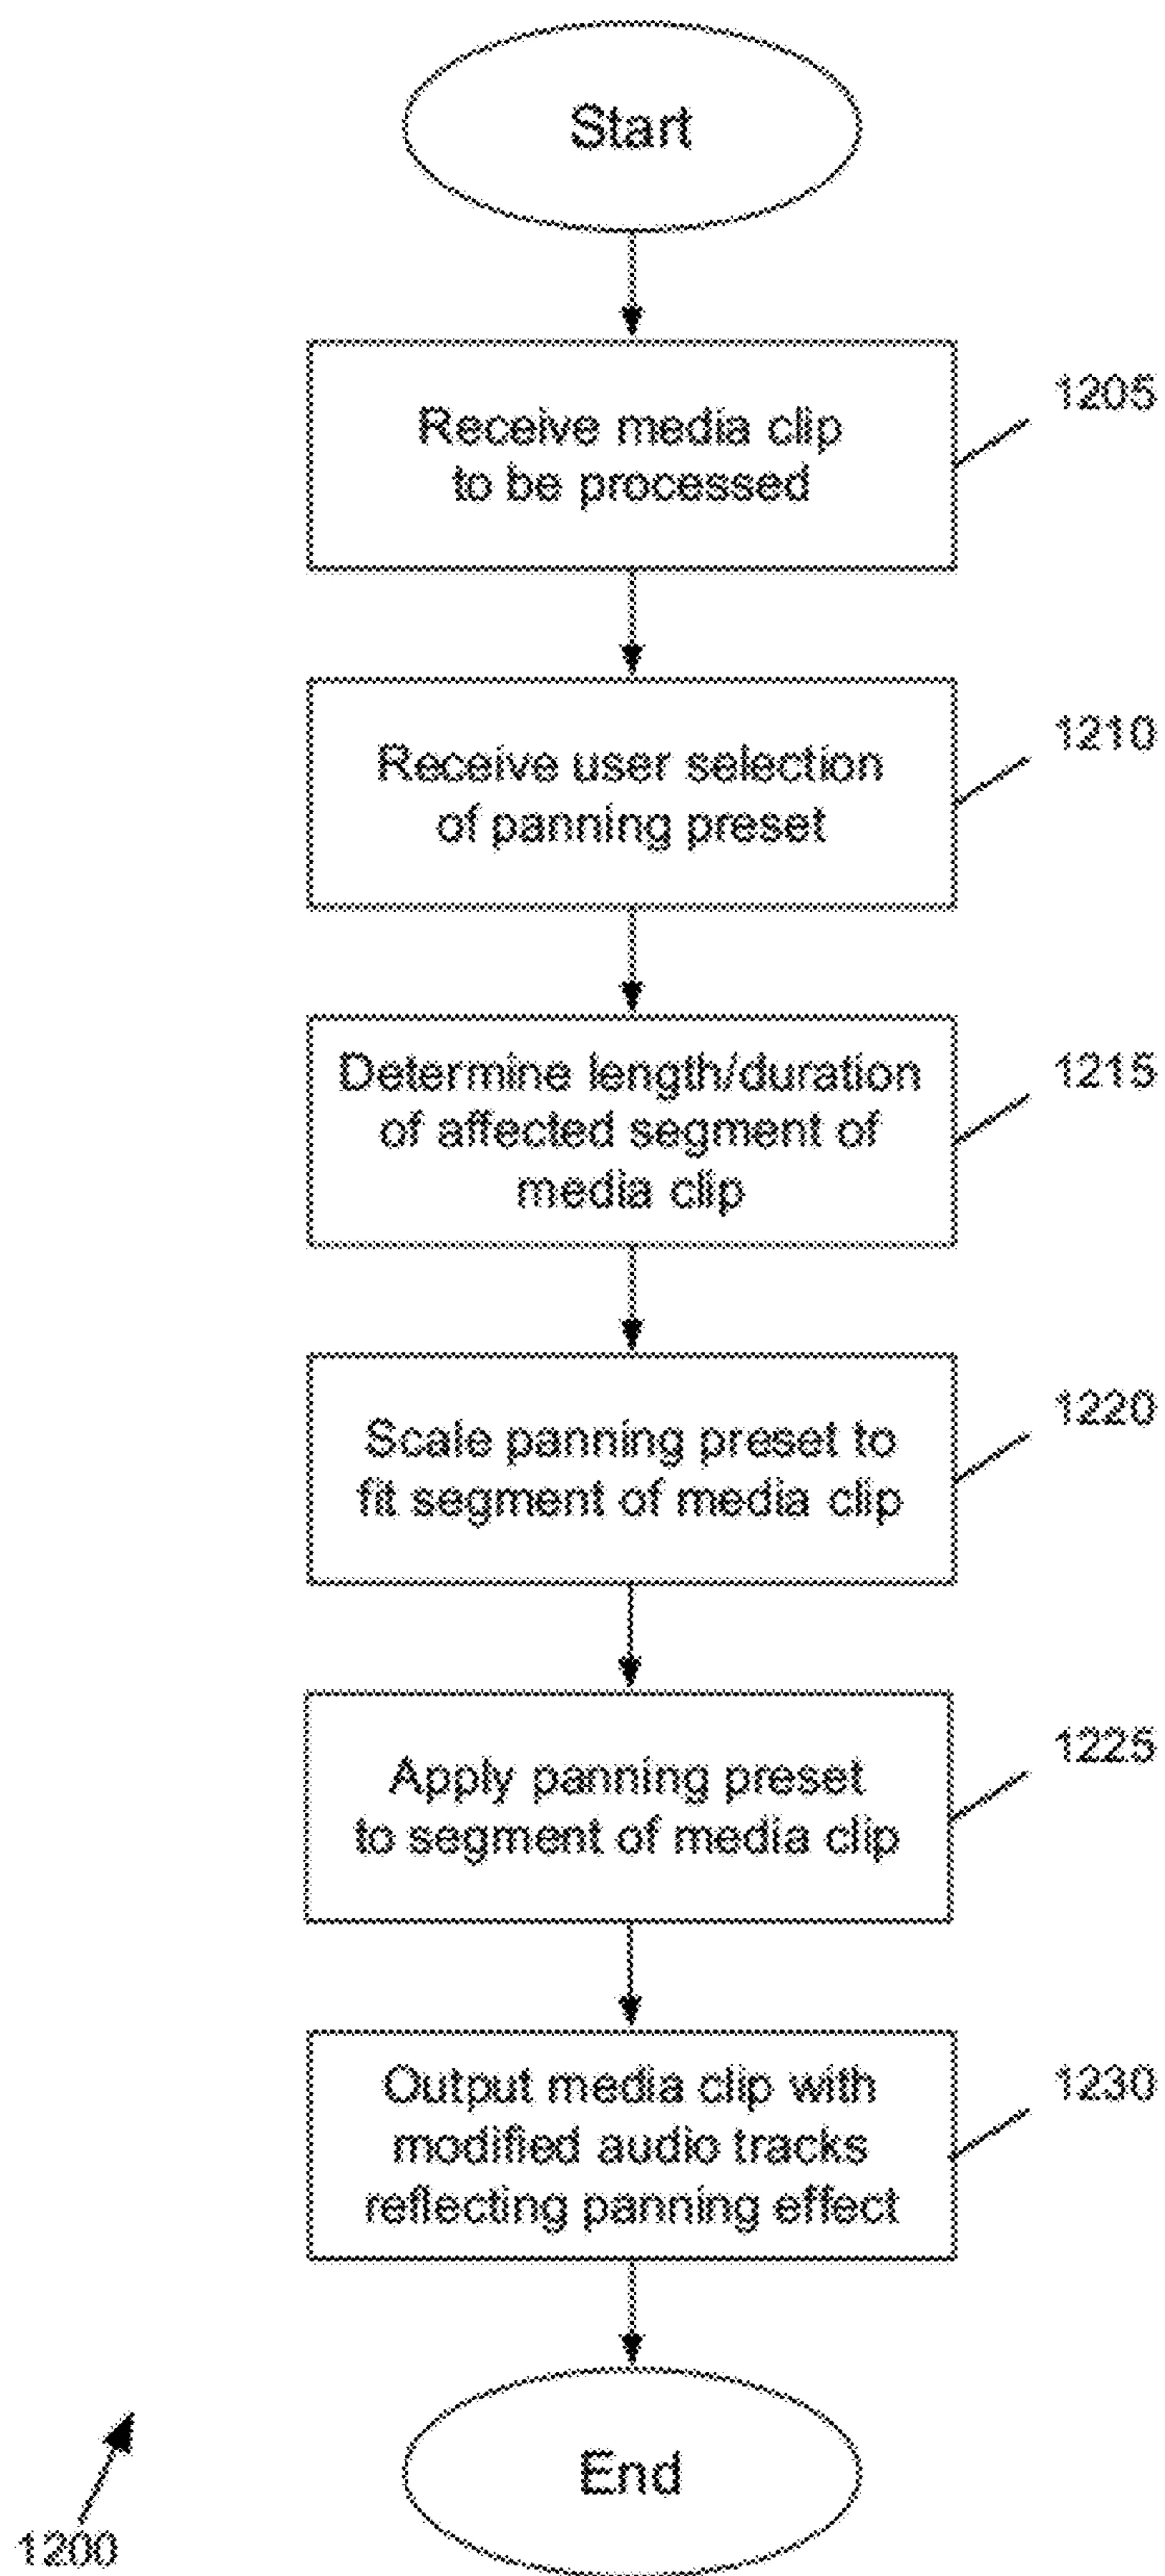 Start
Receive media clip
to be processed
1205
Receive user selection
of panning preset
1210
Determine length/duration
of affected segment of
media clip
1215
Scale panning preset to
fit segment of media clip
1220
Apply panning preset
to segment of media clip
1225
Output media clip with
modified audio tracks
reflecting panning effect
1230
End
1200